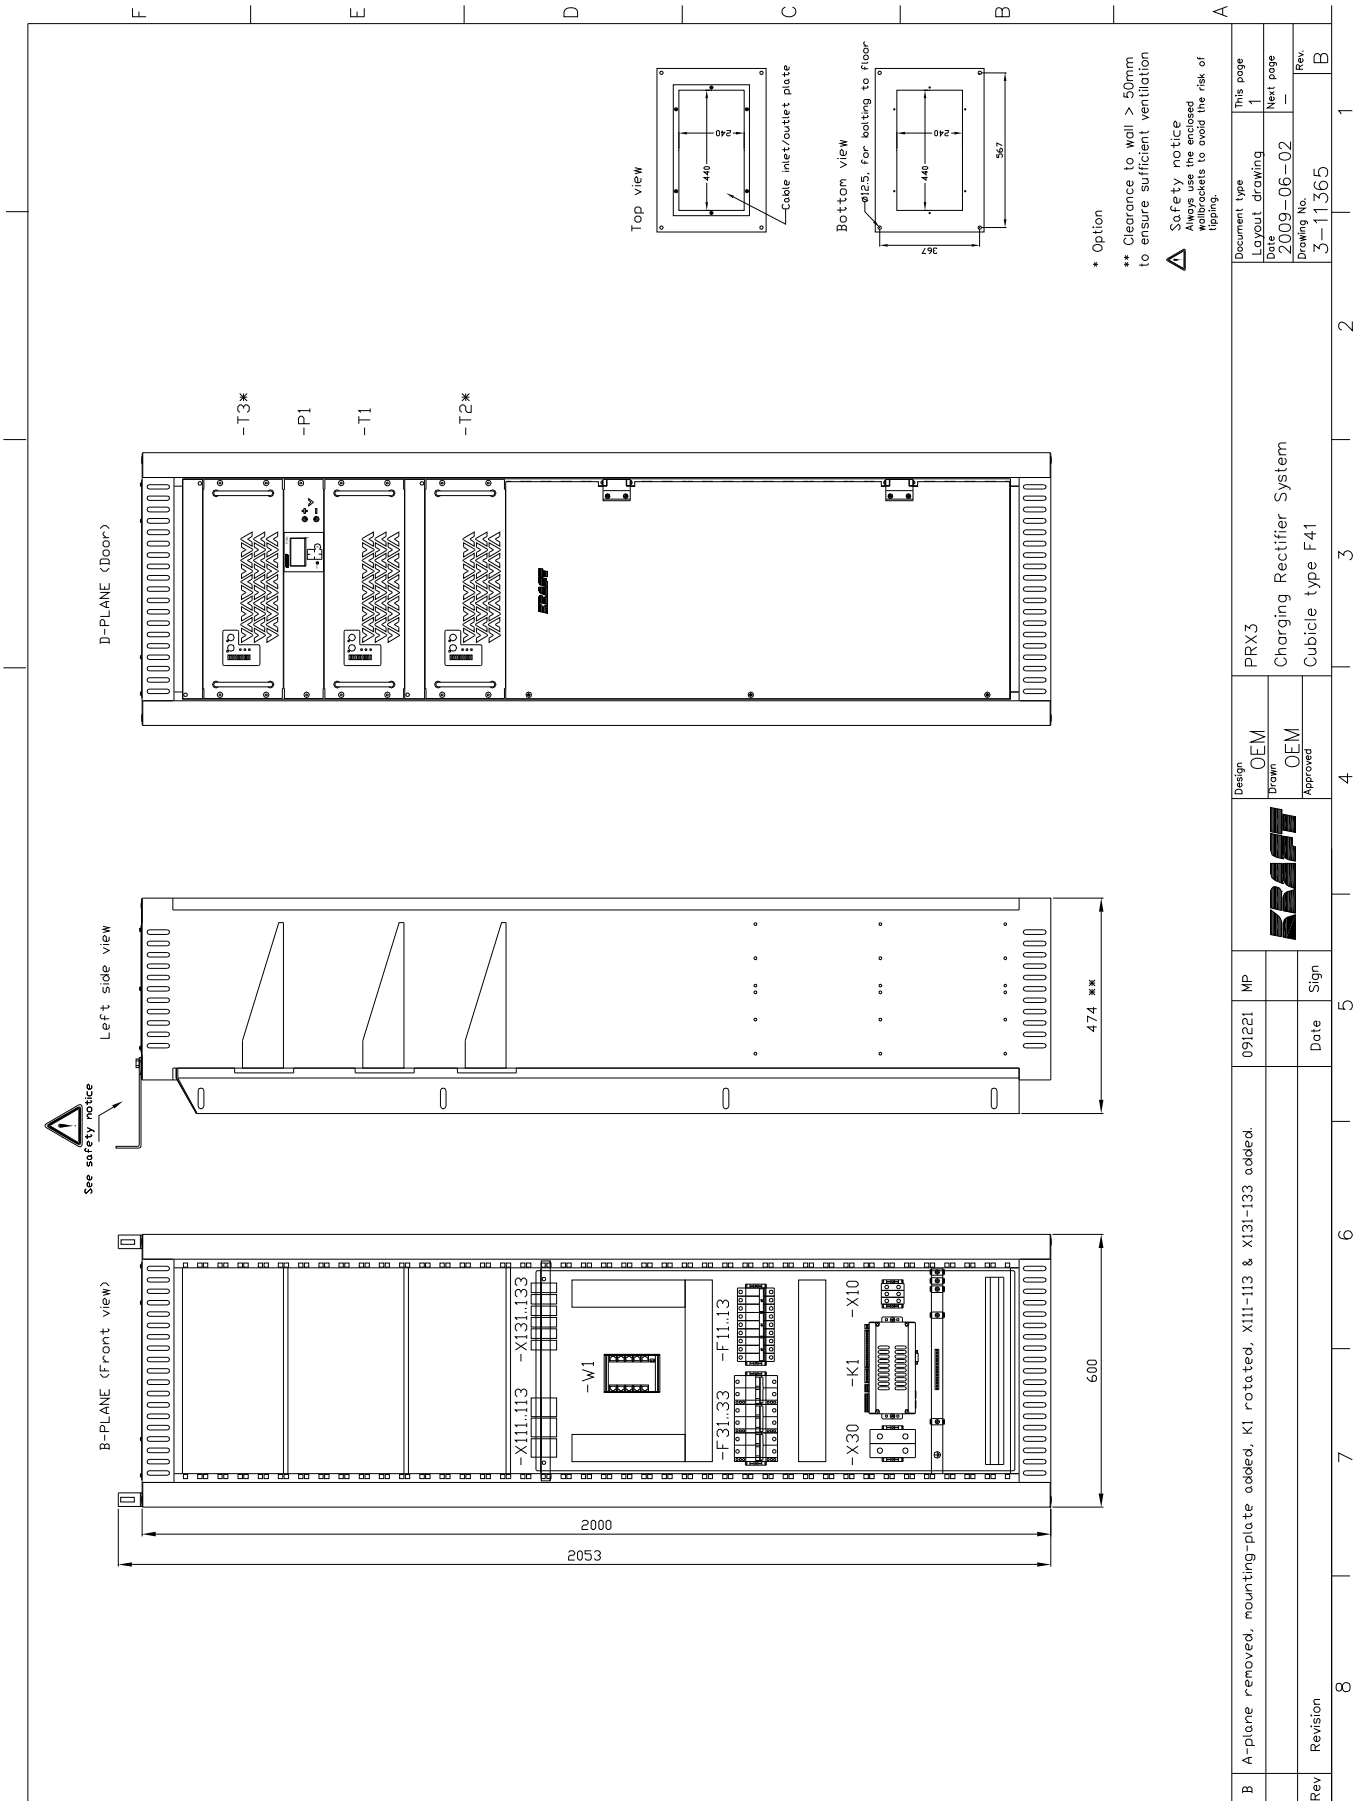 F
E
D
C
B
A
D-PLANE (Door)
-T3*
-P1
-T1
-T2*
+
-
KRAFT
Left side view
See safety notice
474 **
B-PLANE (Front view)
-X111..113
-X131..133
-W1
-F31..33
-F11..13
-X30
-K1
-X10
600
2000
2053
Top view
440
240
Cable inlet/outlet plate
Bottom view
ø12.5, for bolting to floor
440
240
567
367
* Option
** Clearance to wall > 50mm
to ensure sufficient ventilation
Safety notice
Always use the enclosed
wallbrackets to avoid the risk of
tipping.
B
A-plane removed, mounting-plate added, K1 rotated. X111-113 & X131-133 added.
091221
MP
Rev
Revision
Date
Sign
KRAFT
Design
OEM
Drawn
OEM
Approved
PRX3
Charging Rectifier System
Cubicle type F41
Document type
Layout drawing
Date
2009-06-02
Drawing No.
3-11365
This page
1
Next page
-
Rev.
B
8
7
6
5
4
3
2
1